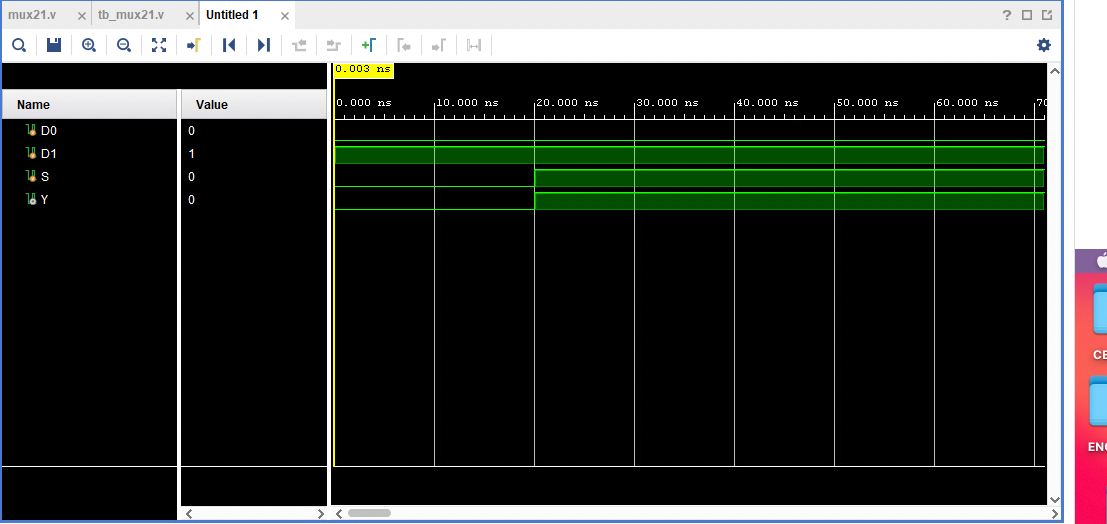 mux21.v tb_mux21.v Untitled 1
?
0.003 ns
Name Value
0.000 ns 10.000 ns 20.000 ns 30.000 ns 40.000 ns 50.000 ns 60.000 ns 70
D0 0
D1 1
S 0
Y 0
CE
ENG